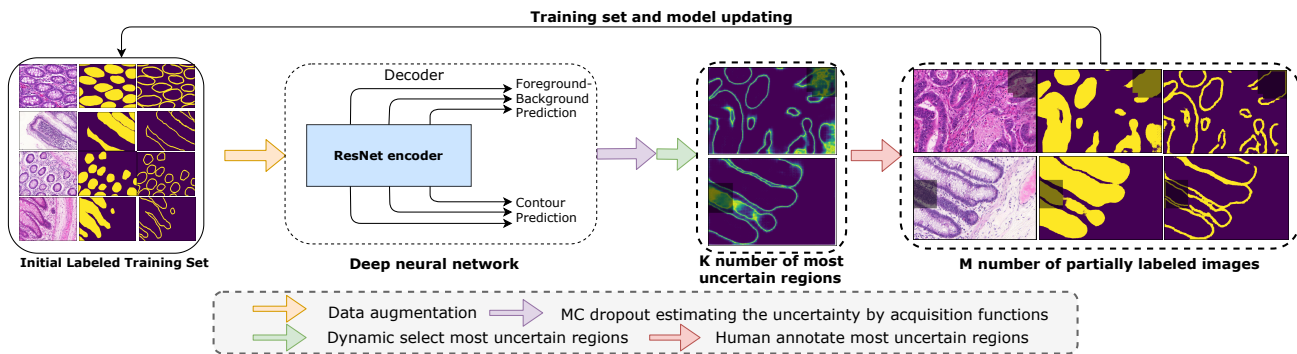 Training set and model updating
Decoder
Foreground-
Background
Prediction
ResNet encoder
Contour
Prediction
Initial Labeled Training Set
Deep neural network
K number of most
uncertain regions
M number of partially labeled images
Data augmentation
MC dropout estimating the uncertainty by acquisition functions
Dynamic select most uncertain regions
Human annotate most uncertain regions